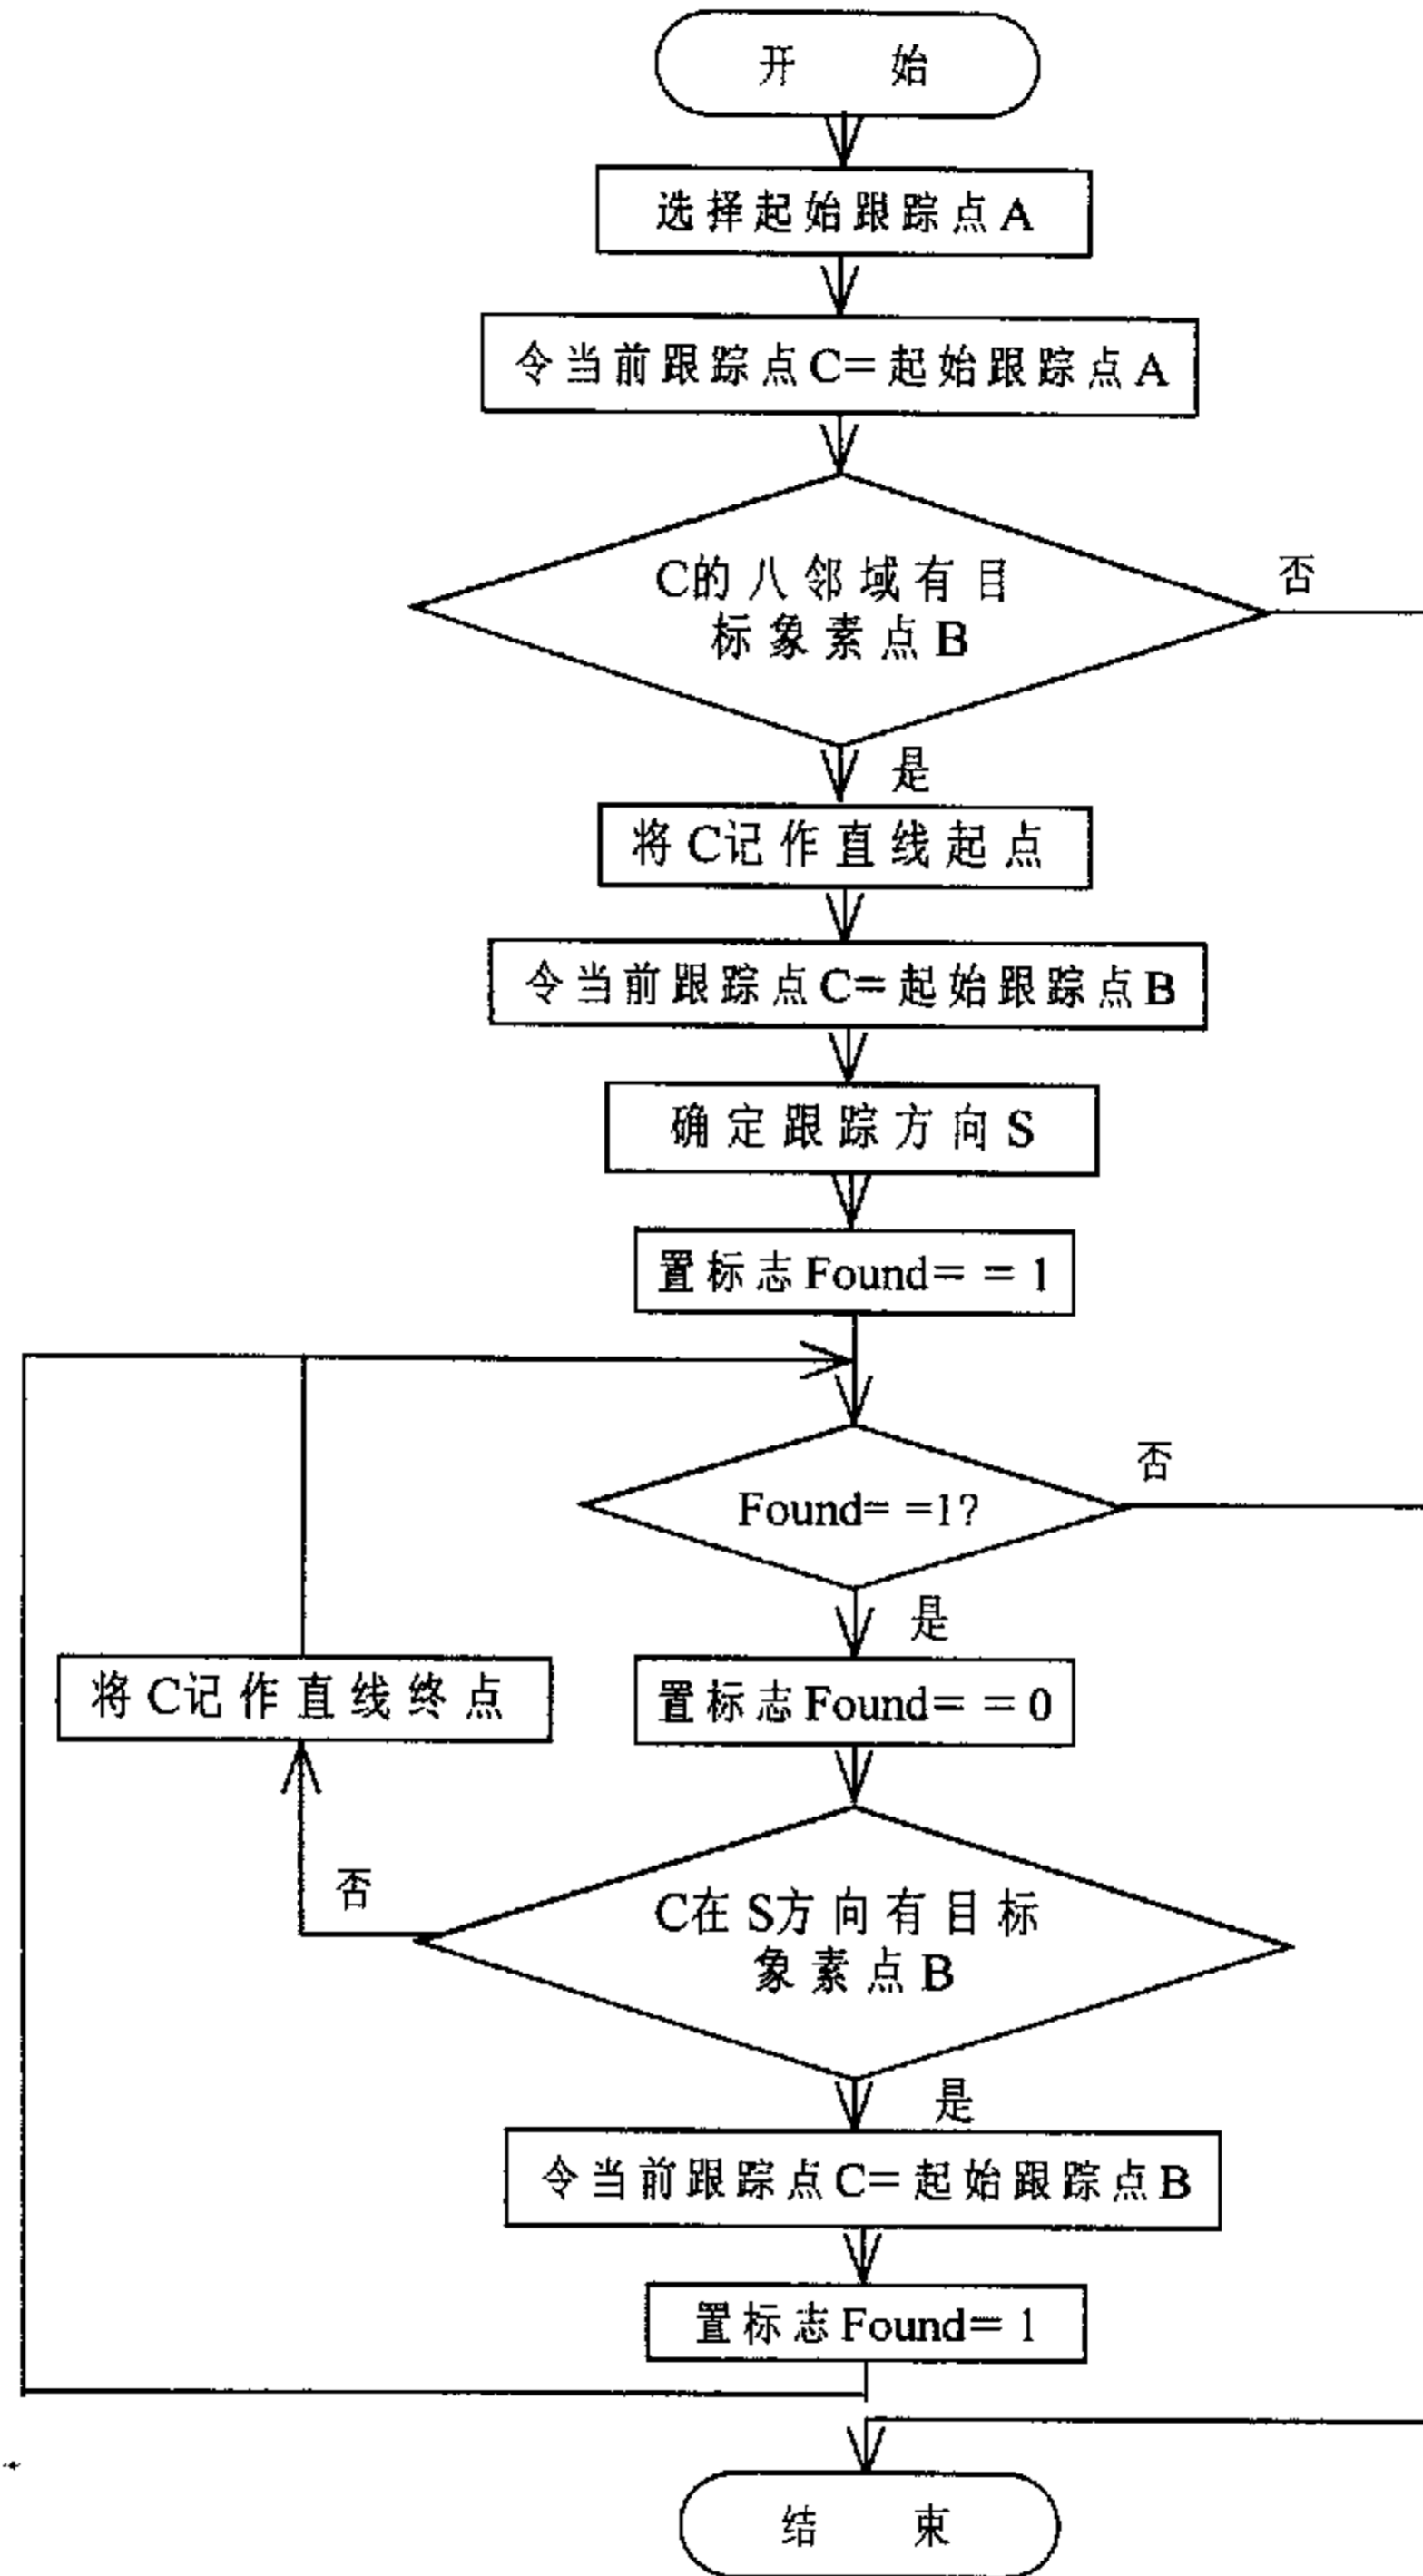 开 始
选择起始跟踪点A
令当前跟踪点C=起始跟踪点A
C的八邻域有目
标象素点B
否
是
将C记作直线起点
令当前跟踪点C=起始跟踪点B
确定跟踪方向S
置标志Found==1
Found==1?
否
是
将C记作直线终点
置标志Found==0
C在S方向有目标
象素点B
否
是
令当前跟踪点C=起始跟踪点B
置标志Found=1
结 束